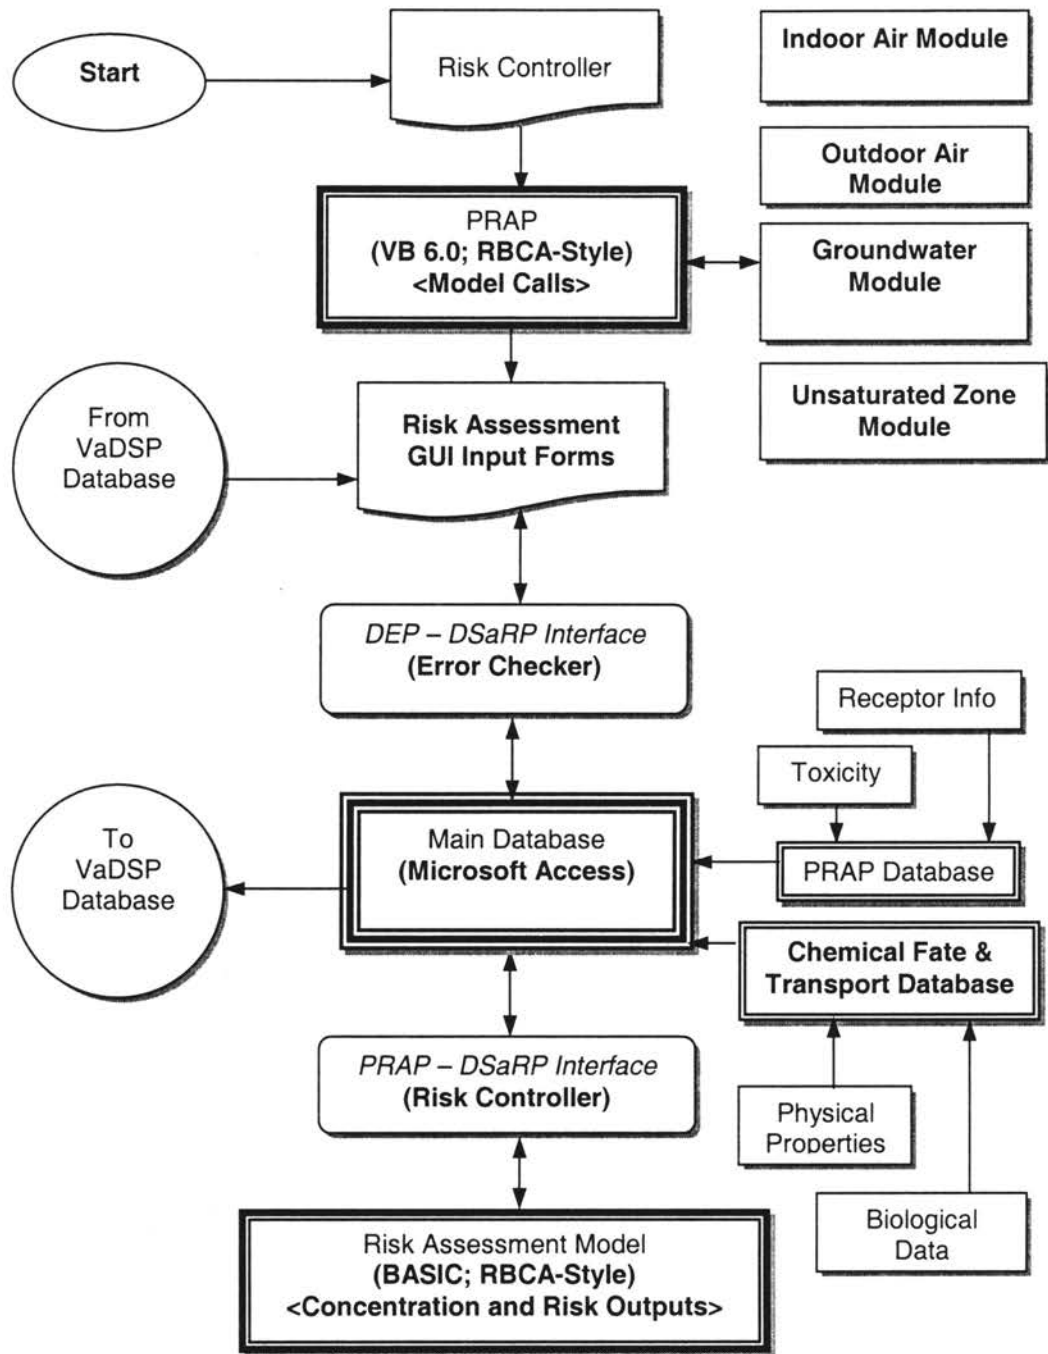 Start
Risk Controller
Indoor Air Module
Outdoor Air
Module
PRAP
(VB 6.0; RBCA-Style)
<Model Calls>
Groundwater
Module
Unsaturated Zone
Module
From
VaDSP
Database
Risk Assessment
GUI Input Forms
DEP – DSaRP Interface
(Error Checker)
Receptor Info
Toxicity
To
VaDSP
Database
Main Database
(Microsoft Access)
PRAP Database
Chemical Fate &
Transport Database
PRAP – DSaRP Interface
(Risk Controller)
Physical
Properties
Biological
Data
Risk Assessment Model
(BASIC; RBCA-Style)
<Concentration and Risk Outputs>